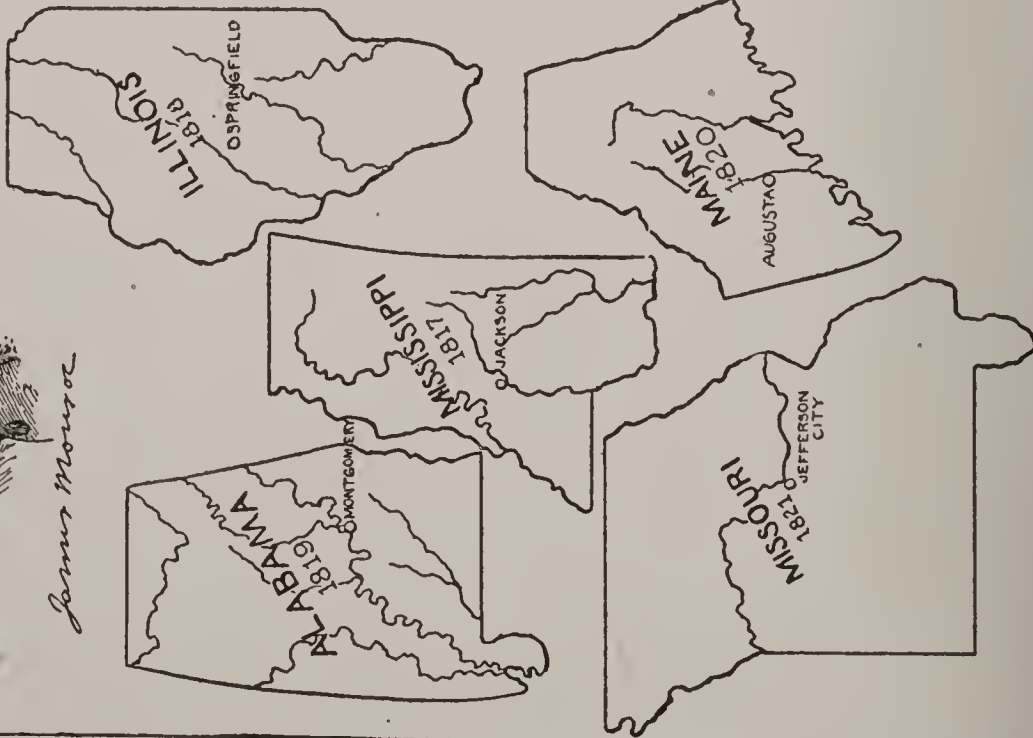 James Monroe
ILLINOIS
1818
SPRINGFIELD
MISSISSIPPI
1817
JACKSON
ALABAMA
1819
MONTGOMERY
MAINE
1820
AUGUSTA
MISSOURI
1821
JEFFERSON
CITY